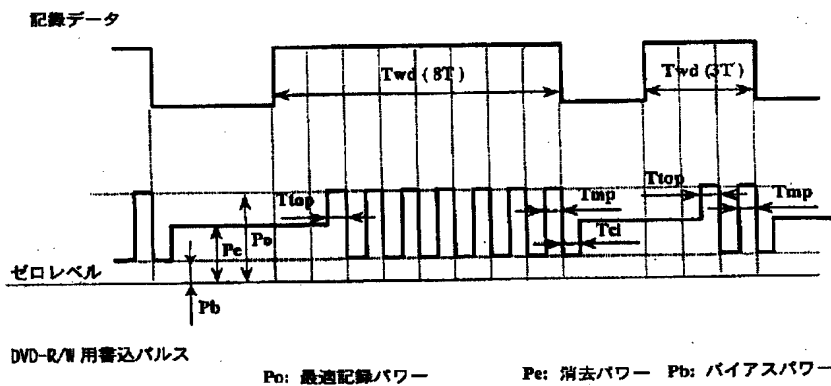 記録データ
Twd ( 8T )
Twd (3T)
Ttop
Tmp
Ttop
Tmp
Tcl
Po
Pe
ゼロレベル
Pb
DVD-R/W 用書込パルス
Po: 最適記録パワー
Pe: 消去パワー
Pb: バイアスパワー